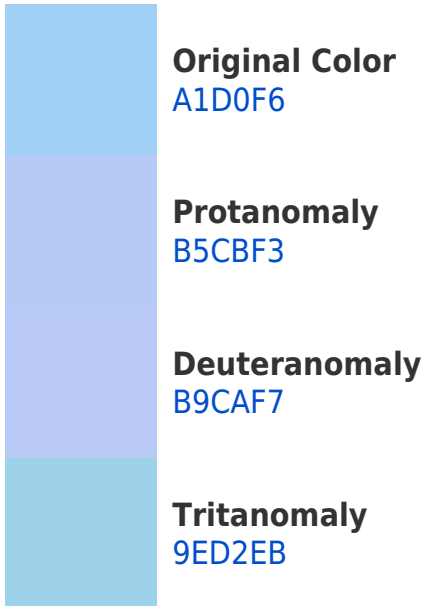 Original Color
A1D0F6
Protanomaly
B5CBF3
Deuteranomaly
B9CAF7
Tritanomaly
9ED2EB